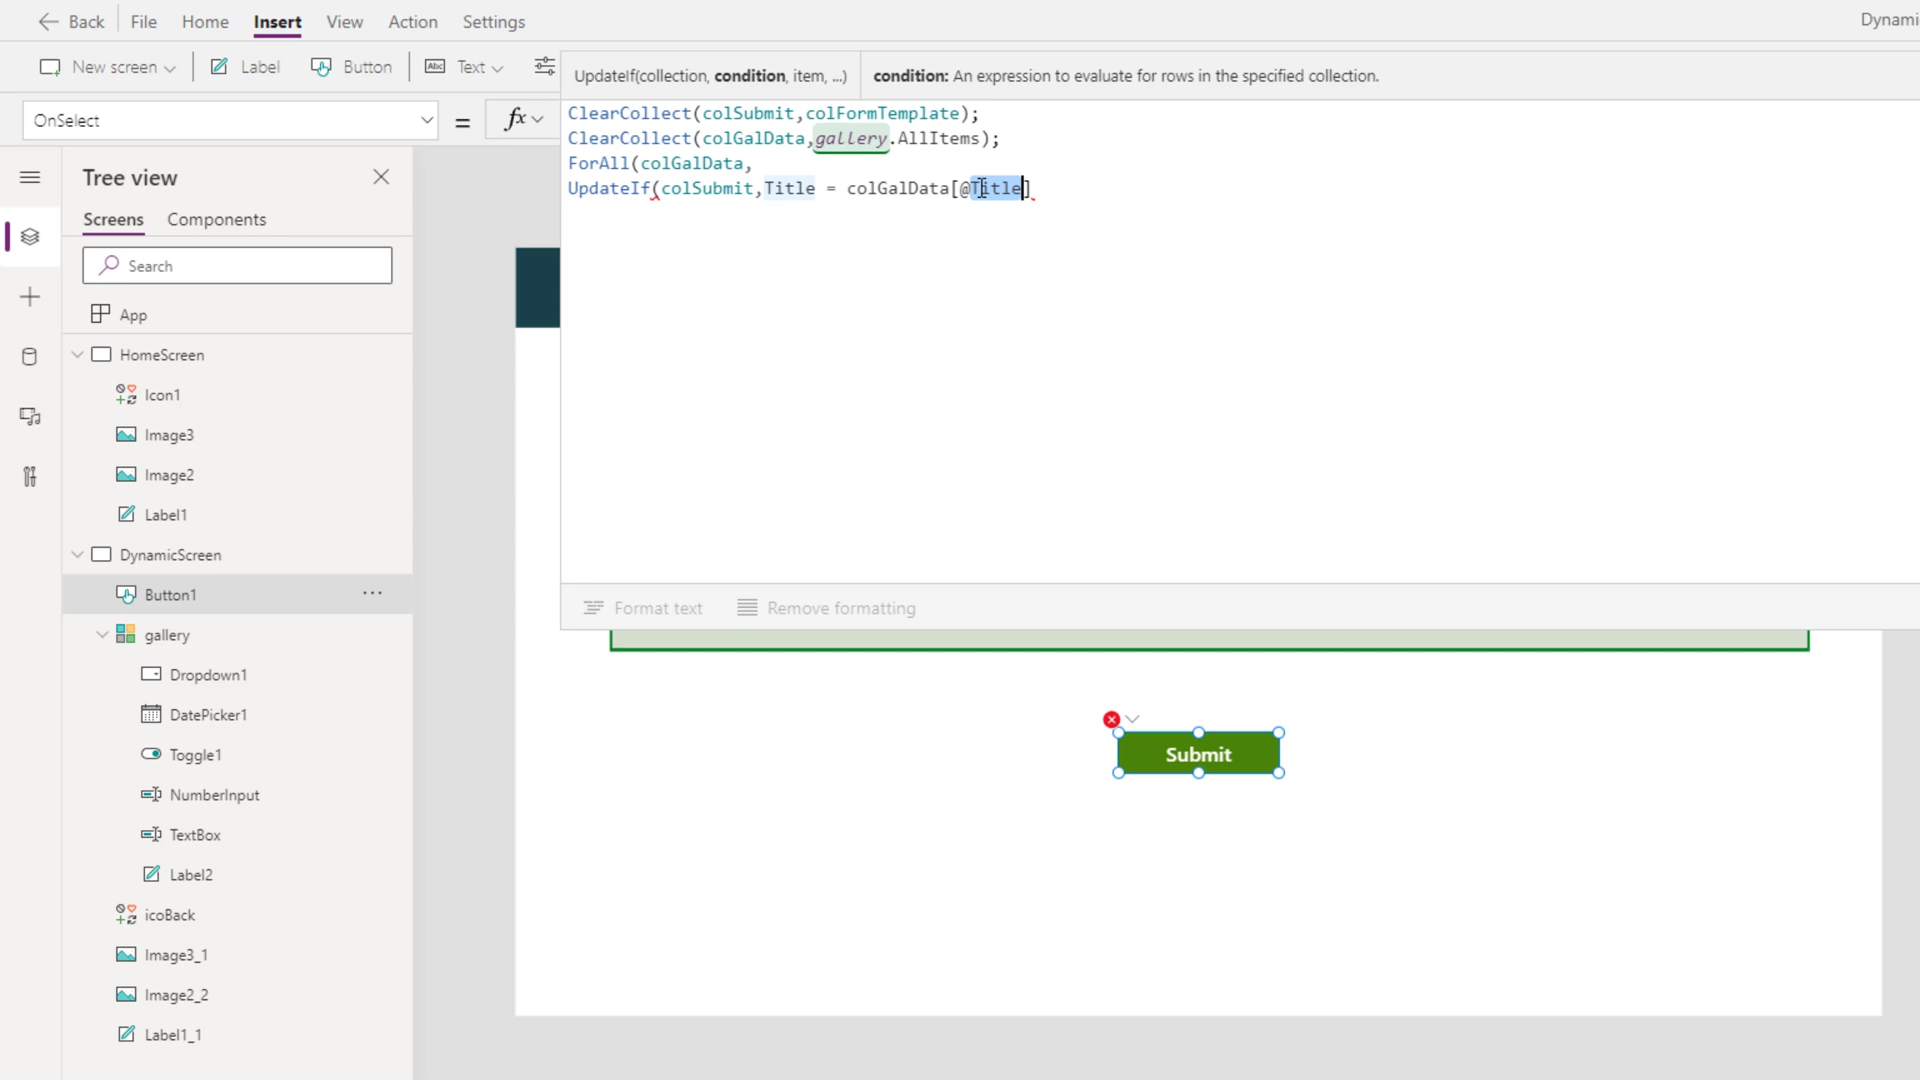 Back
File
Home
Insert
View
Action
Settings
Dynami
New screen
Label
Button
Abc
Text
UpdateIf(collection, condition, item, ...)
condition: An expression to evaluate for rows in the specified collection.
OnSelect
=
fx
ClearCollect(colSubmit,colFormTemplate);
ClearCollect(colGalData,gallery.AllItems);
ForAll(colGalData,
UpdateIf(colSubmit,Title = colGalData[@Title]
Tree view
Screens
Components
Search
App
HomeScreen
Icon1
Image3
Image2
Label1
DynamicScreen
Button1
...
gallery
Dropdown1
DatePicker1
Toggle1
NumberInput
TextBox
Label2
icoBack
Image3_1
Image2_2
Label1_1
Format text
Remove formatting
Submit